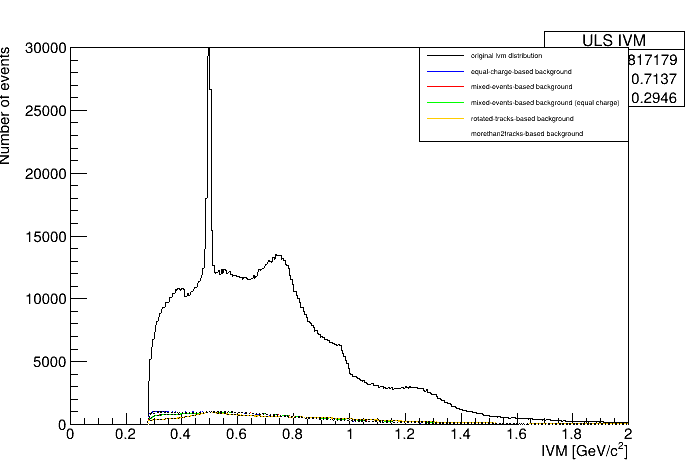 ULS IVM
817179
0.7137
0.2946
original Ivm distribution
equal-charge-based background
mixed-events-based background
mixed-events-based background (equal charge)
rotated-tracks-based background
morethan2tracks-based background
Number of events
30000
25000
20000
15000
10000
5000
0
0 0.2 0.4 0.6 0.8 1 1.2 1.4 1.6 1.8 2
IVM [GeV/c²]